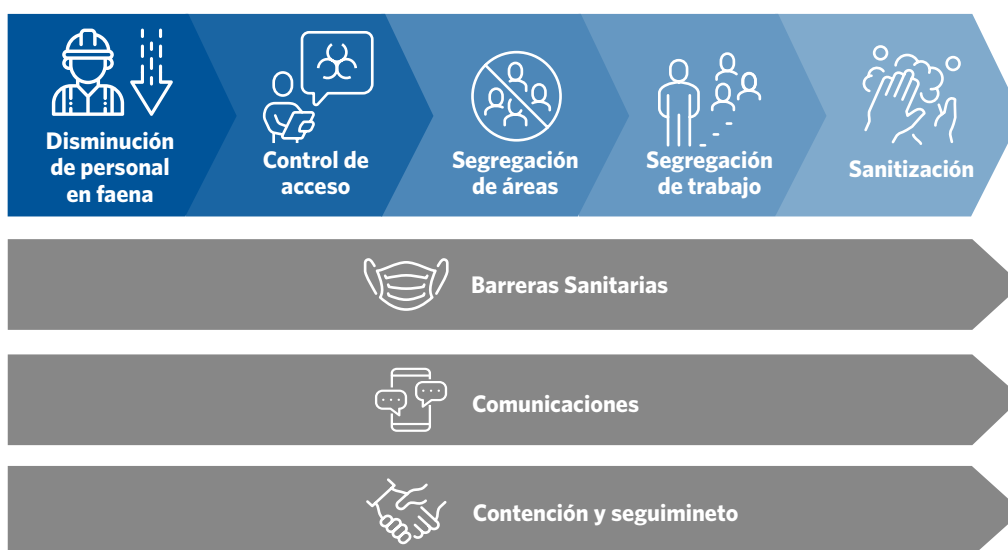 Disminución
de personal
en faena
Control de
acceso
Segregación
de áreas
Segregación
de trabajo
Sanitización
Barreras Sanitarias
Comunicaciones
Contención y seguimineto